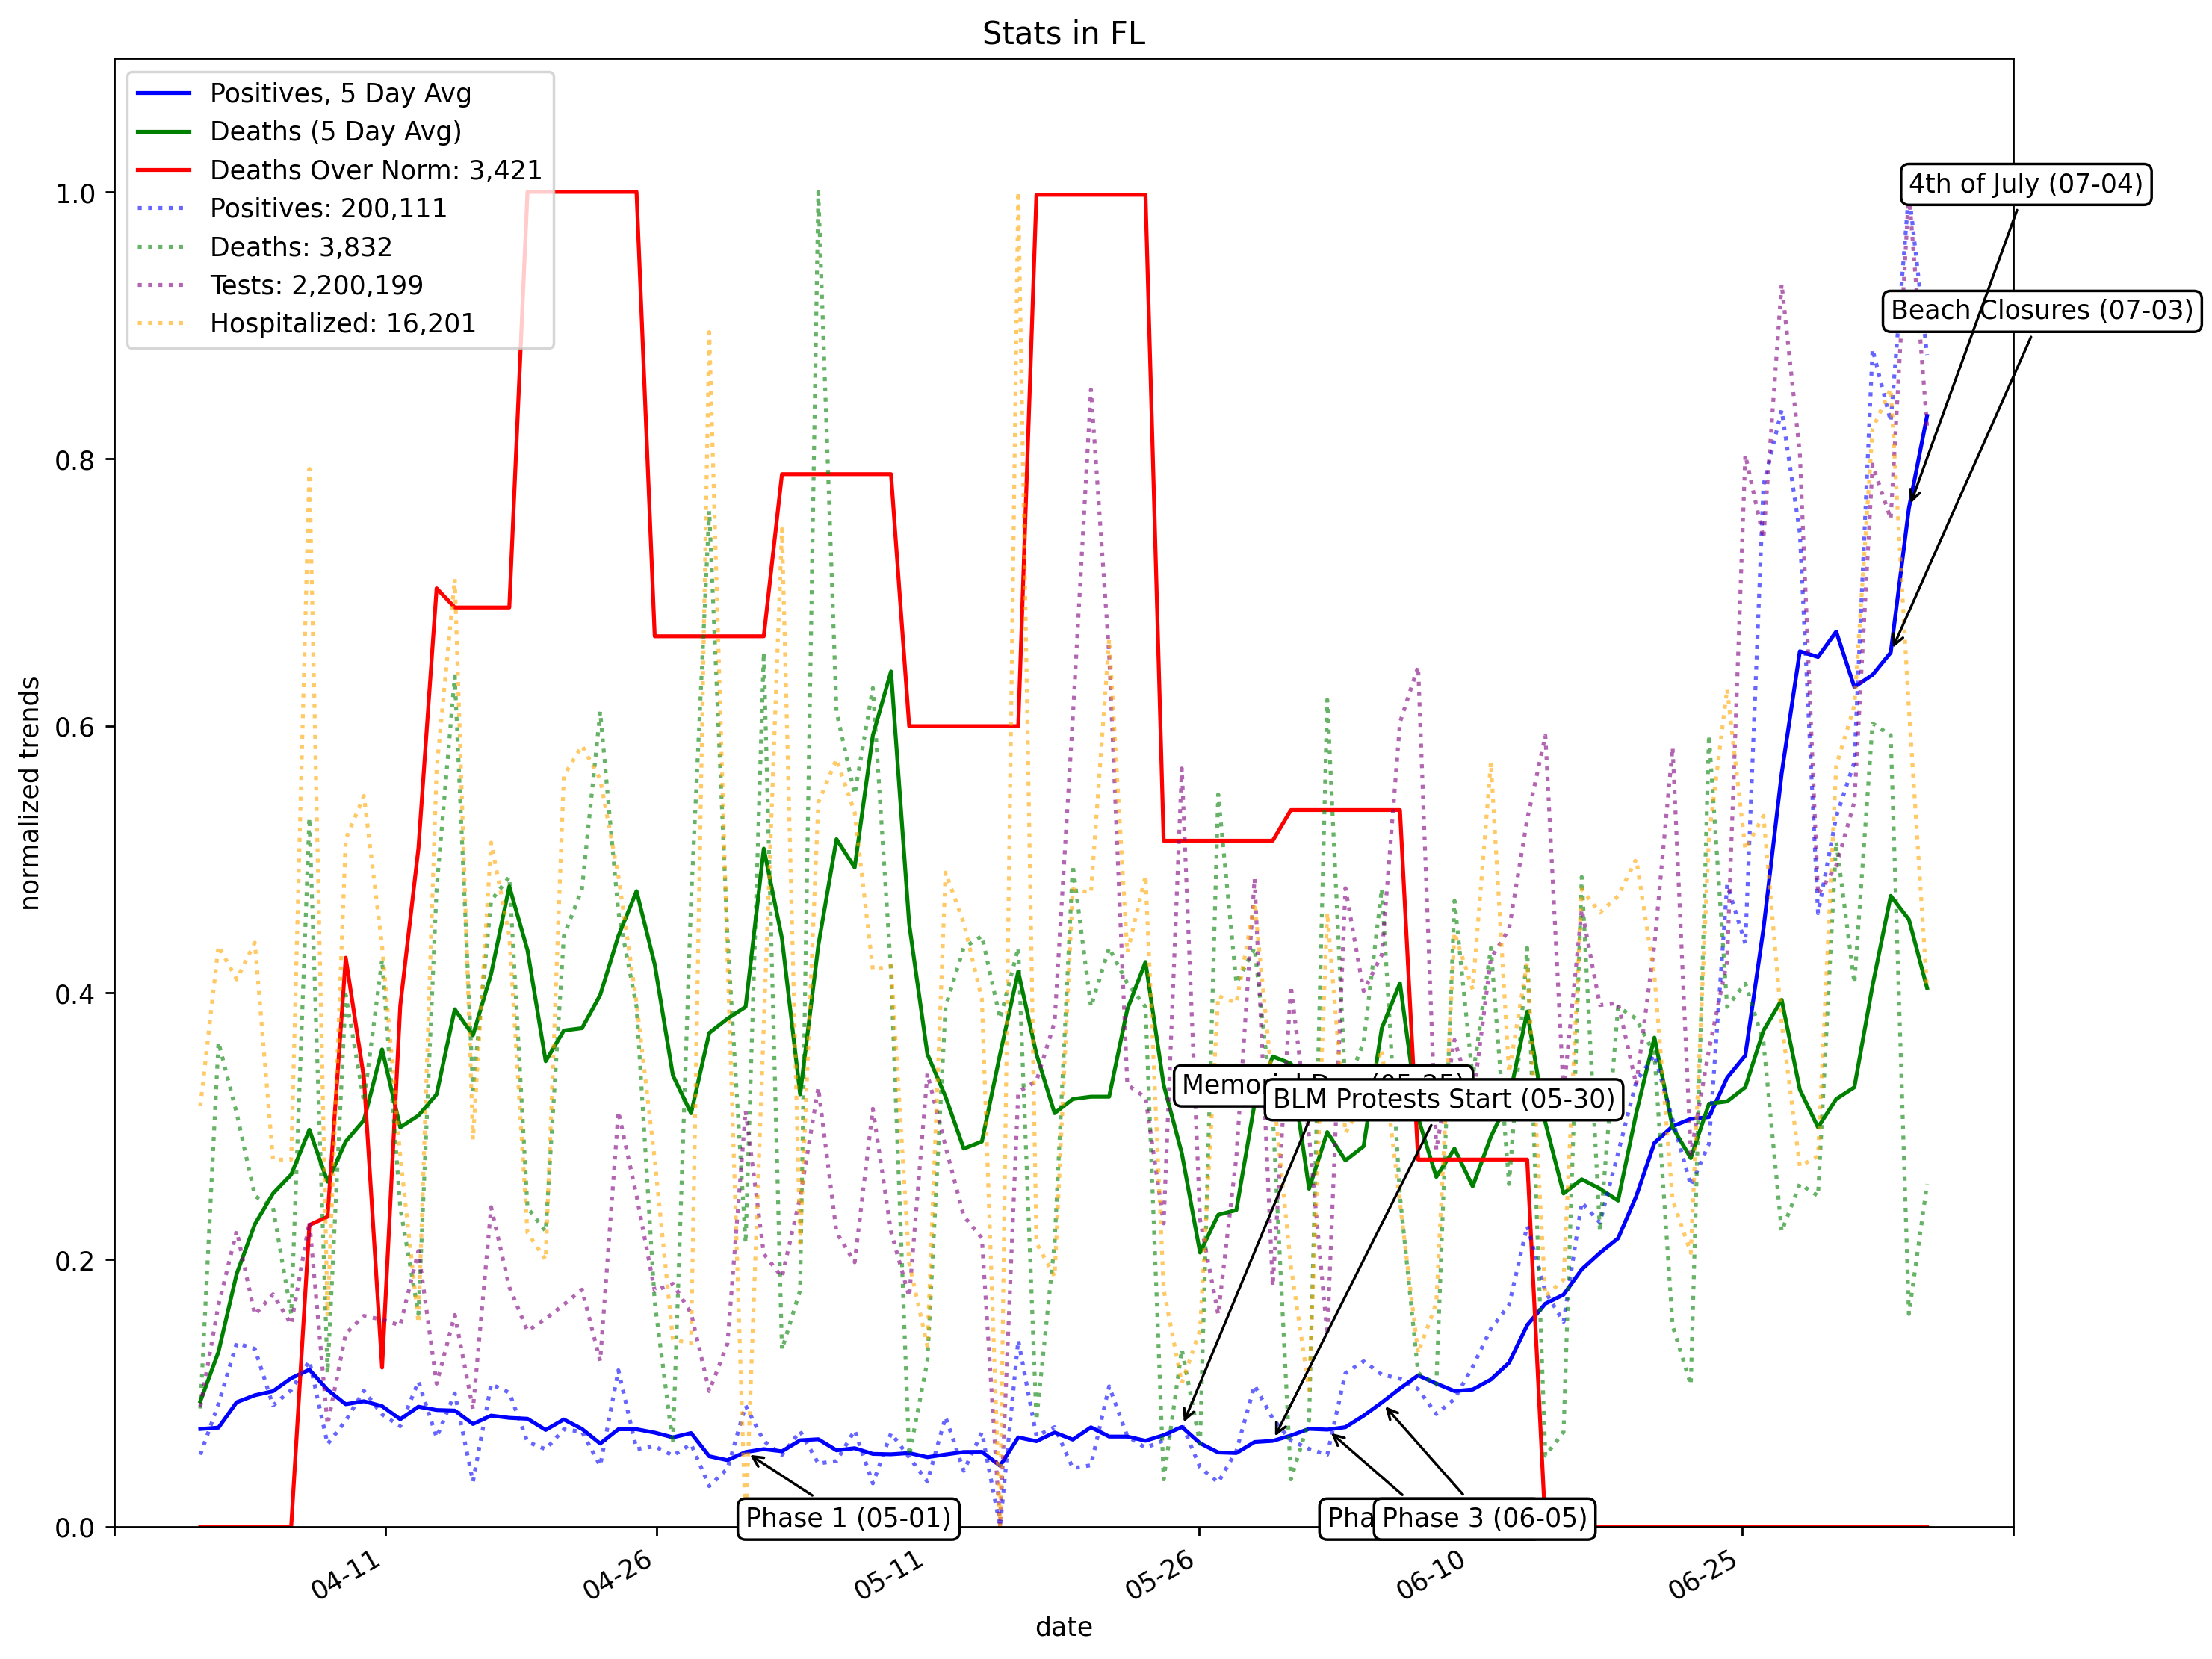 Stats in FL
Positives, 5 Day Avg
Deaths (5 Day Avg)
Deaths Over Norm: 3,421
Positives: 200,111
Deaths: 3,832
Tests: 2,200,199
Hospitalized: 16,201
normalized trends
1.0
0.8
0.6
0.4
0.2
0.0
4th of July (07-04)
Beach Closures (07-03)
BLM Protests Start (05-30)
Phase 1 (05-01)
Phase 3 (06-05)
04-11
04-26
05-11
05-26
06-10
06-25
date